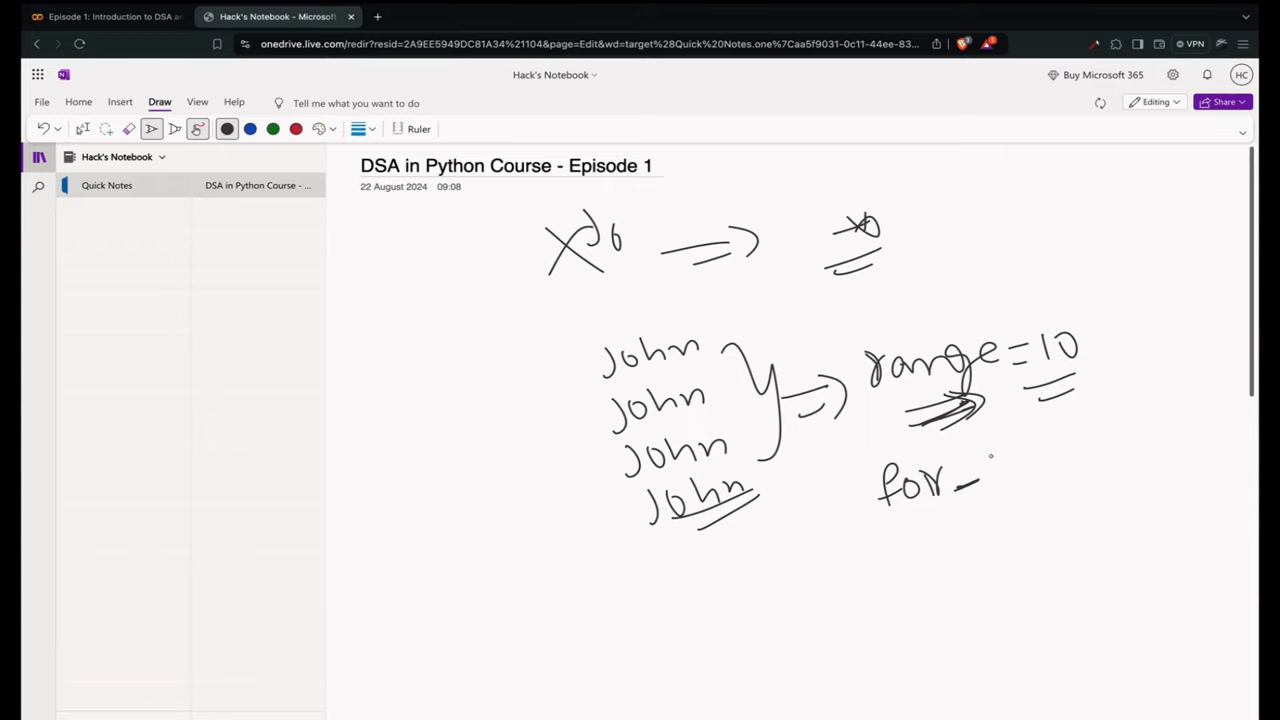 Episode 1: Introduction to DSA an
Hack's Notebook - Microsof
onedrive.live.com/redir?resid=2A9EE5949DC81A34%21104&page=Edit&wd=target%28Quick%20Notes.one%7Caa5f9031-0c11-44ee-83...
VPN
Hack's Notebook
Buy Microsoft 365
HC
File Home Insert Draw View Help Tell me what you want to do
Editing
Share
Ruler
Hack's Notebook
Quick Notes
DSA in Python Course - ...
DSA in Python Course - Episode 1
22 August 2024 09:08
John
John
John
John
range = 10
for